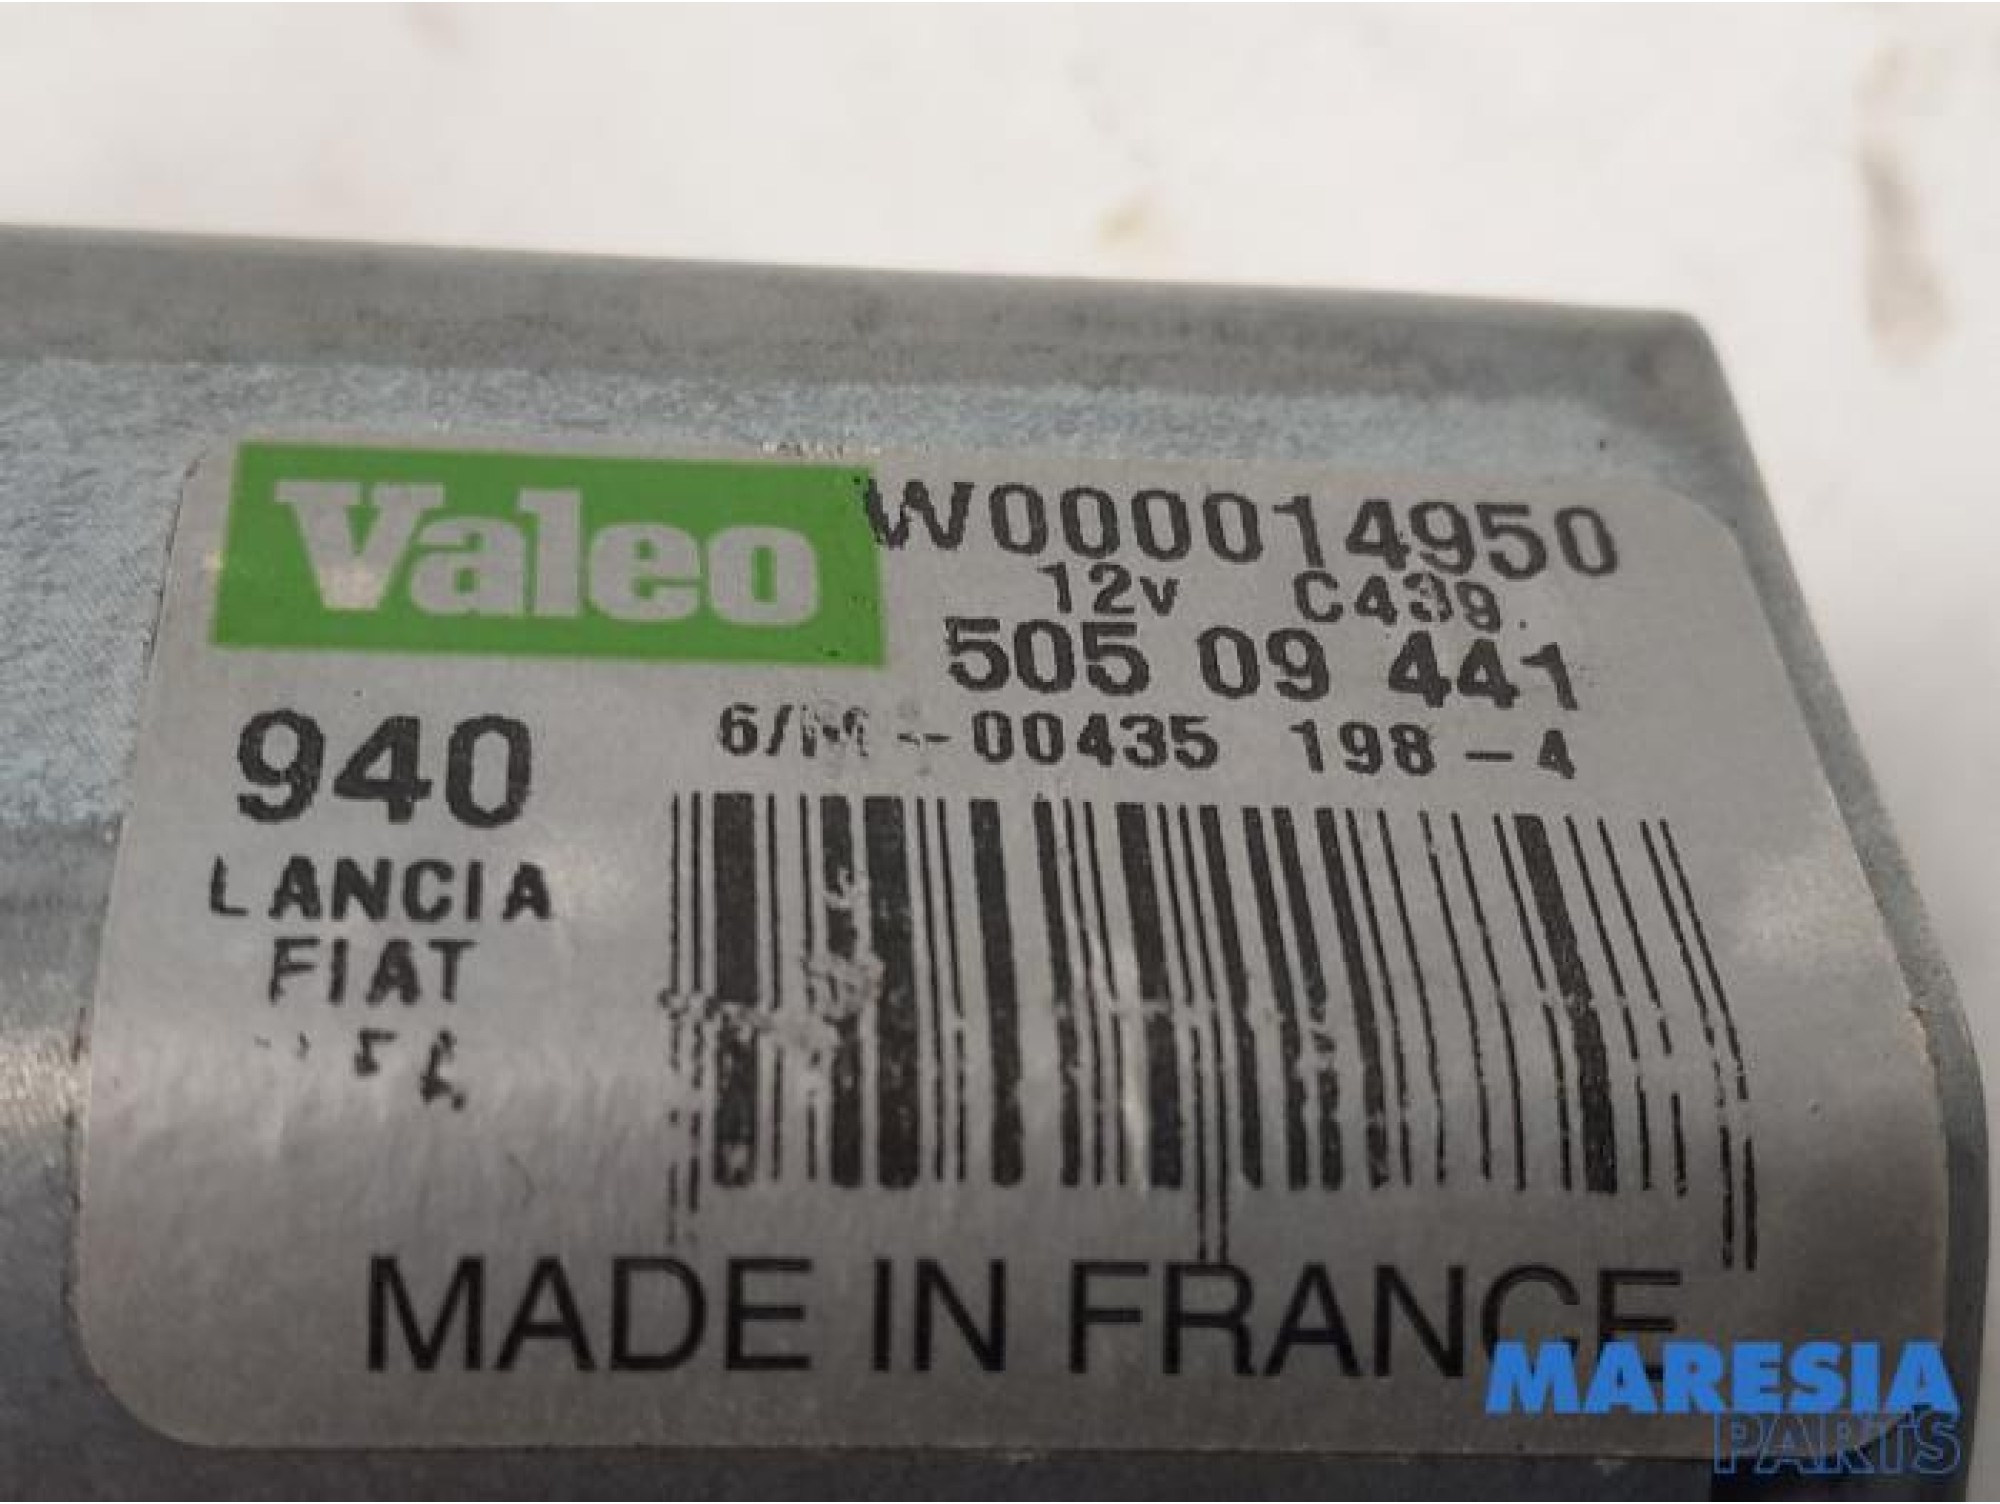 Valeo W000014950
12v C439.
505 09 441
-00435 198-4
940
LANCIA
FIAT
MADE IN FRANCE
MARESIA
PARTS